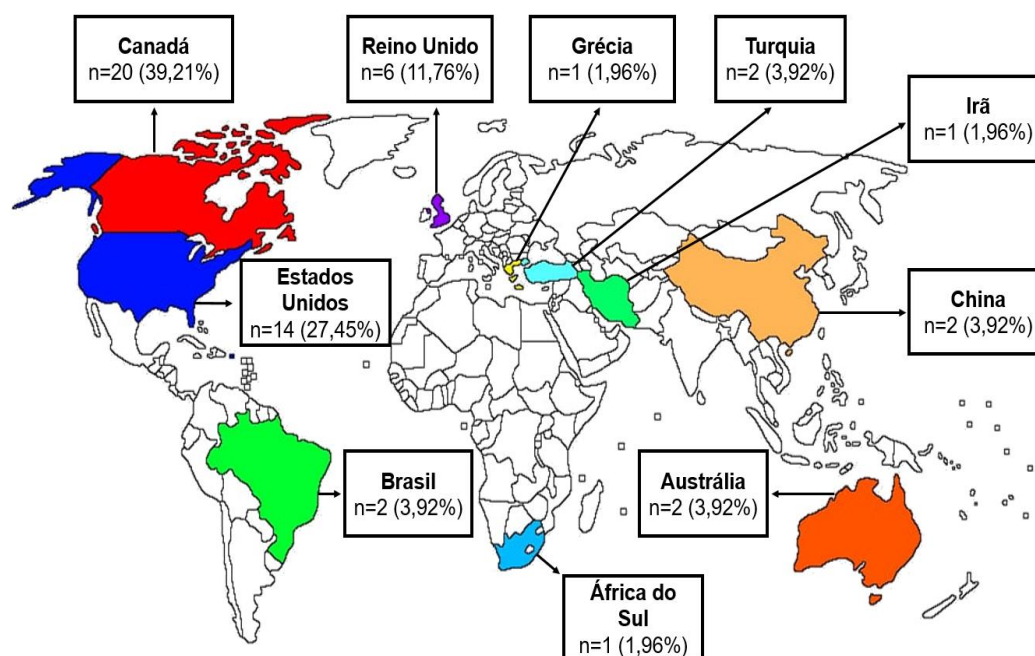 Canadá
n=20 (39,21%)
Reino Unido
n=6 (11,76%)
Grécia
n=1 (1,96%)
Turquia
n=2 (3,92%)
Irã
n=1 (1,96%)
Estados
Unidos
n=14 (27,45%)
China
n=2 (3,92%)
Brasil
n=2 (3,92%)
Austrália
n=2 (3,92%)
África do
Sul
n=1 (1,96%)